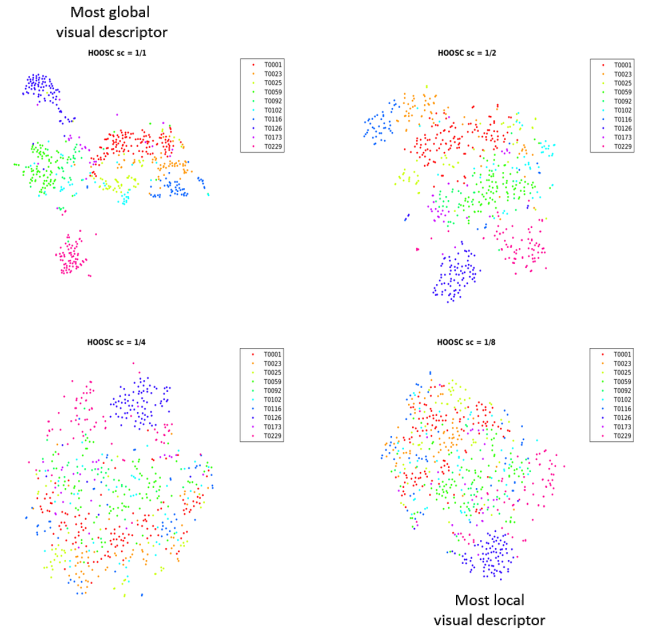 Most global
visual descriptor
HOOSC sc = 1/1
T0001
T0023
T0025
T0059
T0092
T0102
T0116
T0126
T0173
T0229
HOOSC sc = 1/2
T0001
T0023
T0025
T0059
T0092
T0102
T0116
T0126
T0173
T0229
HOOSC sc = 1/4
T0001
T0023
T0025
T0059
T0092
T0102
T0116
T0126
T0173
T0229
HOOSC sc = 1/8
T0001
T0023
T0025
T0059
T0092
T0102
T0116
T0126
T0173
T0229
Most local
visual descriptor